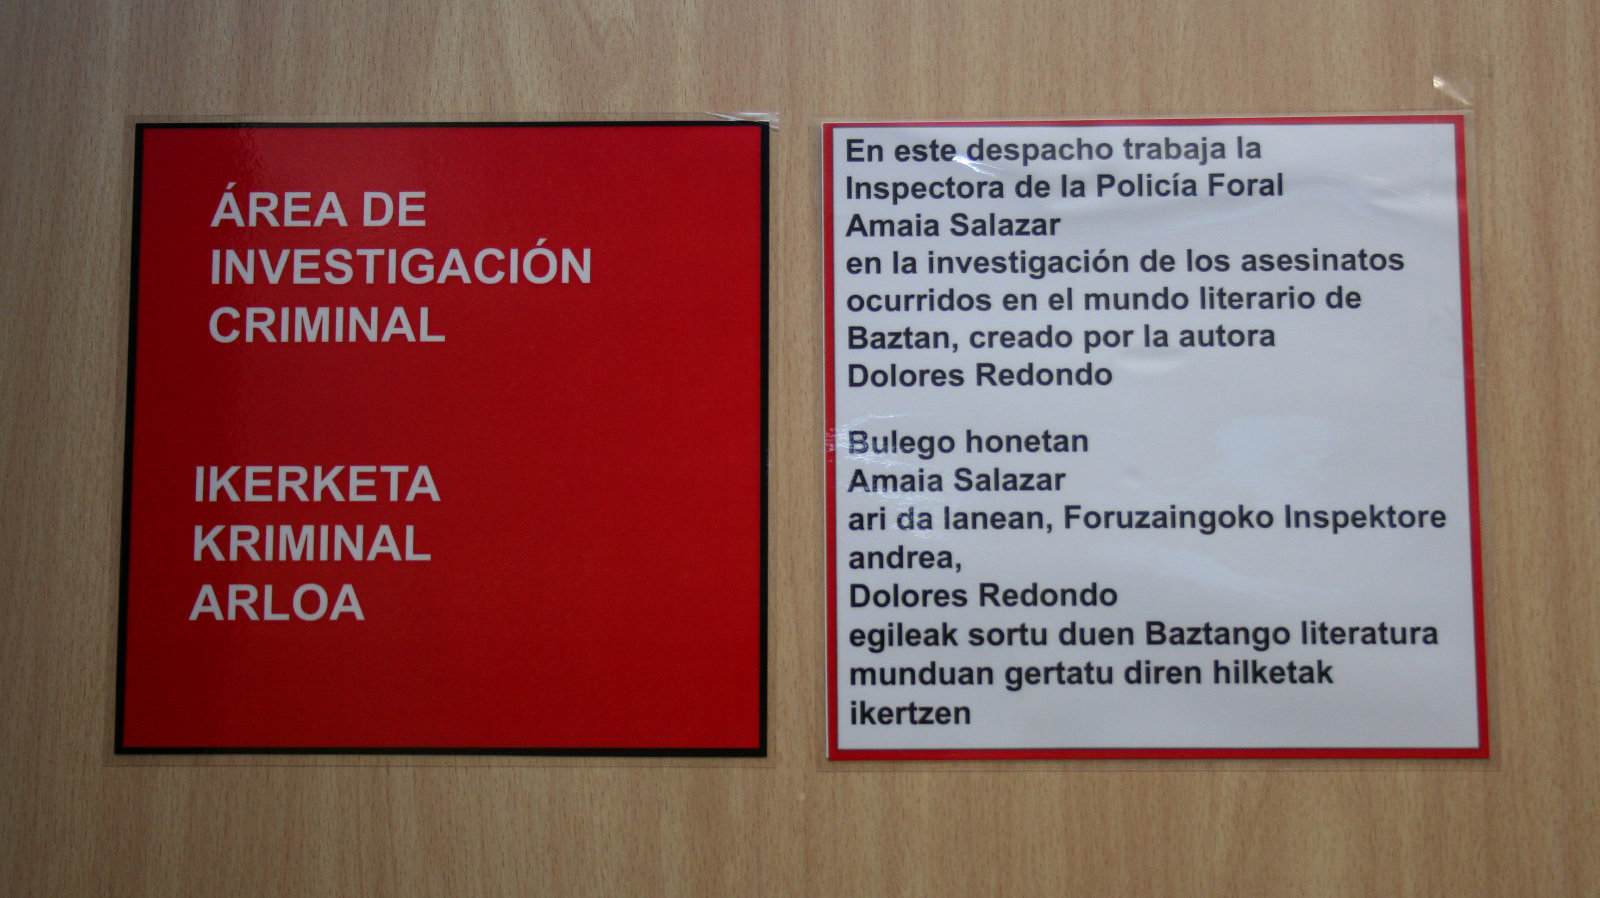 ÁREA DE
INVESTIGACIÓN
CRIMINAL
IKERKETA
KRIMINAL
ARLOA
En este despacho trabaja la
Inspectora de la Policía Foral
Amaia Salazar
en la investigación de los asesinatos
ocurridos en el mundo literario de
Baztan, creado por la autora
Dolores Redondo
Bulego honetan
Amaia Salazar
ari da lanean, Foruzaingoko Inspektore
andrea,
Dolores Redondo
egileak sortu duen Baztango literatura
munduan gertatu diren hilketak
ikertzen